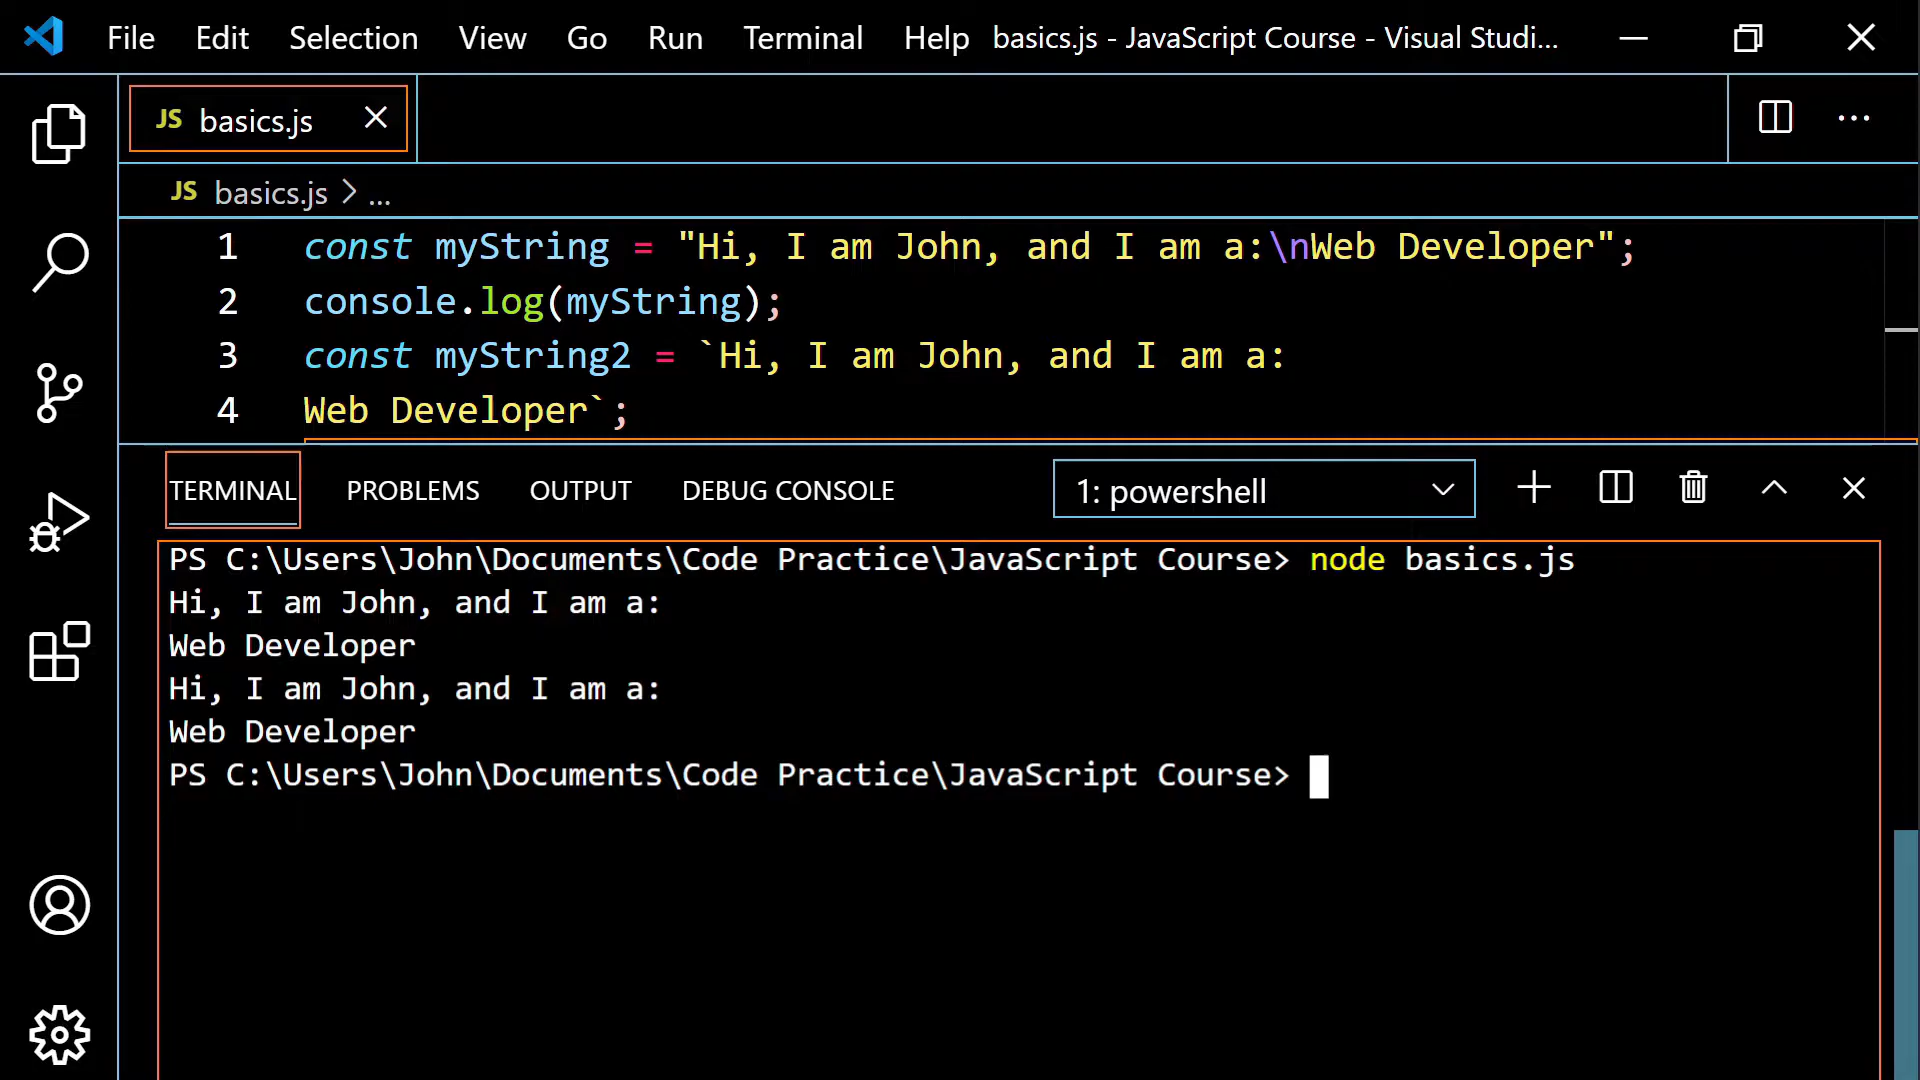 File Edit Selection View Go Run Terminal Help basics.js - JavaScript Course - Visual Studi...
JS basics.js
JS basics.js > ...
1 const myString = "Hi, I am John, and I am a:\nWeb Developer";
2 console.log(myString);
3 const myString2 = `Hi, I am John, and I am a:
4 Web Developer`;
TERMINAL PROBLEMS OUTPUT DEBUG CONSOLE 1: powershell
PS C:\Users\John\Documents\Code Practice\JavaScript Course> node basics.js
Hi, I am John, and I am a:
Web Developer
Hi, I am John, and I am a:
Web Developer
PS C:\Users\John\Documents\Code Practice\JavaScript Course>